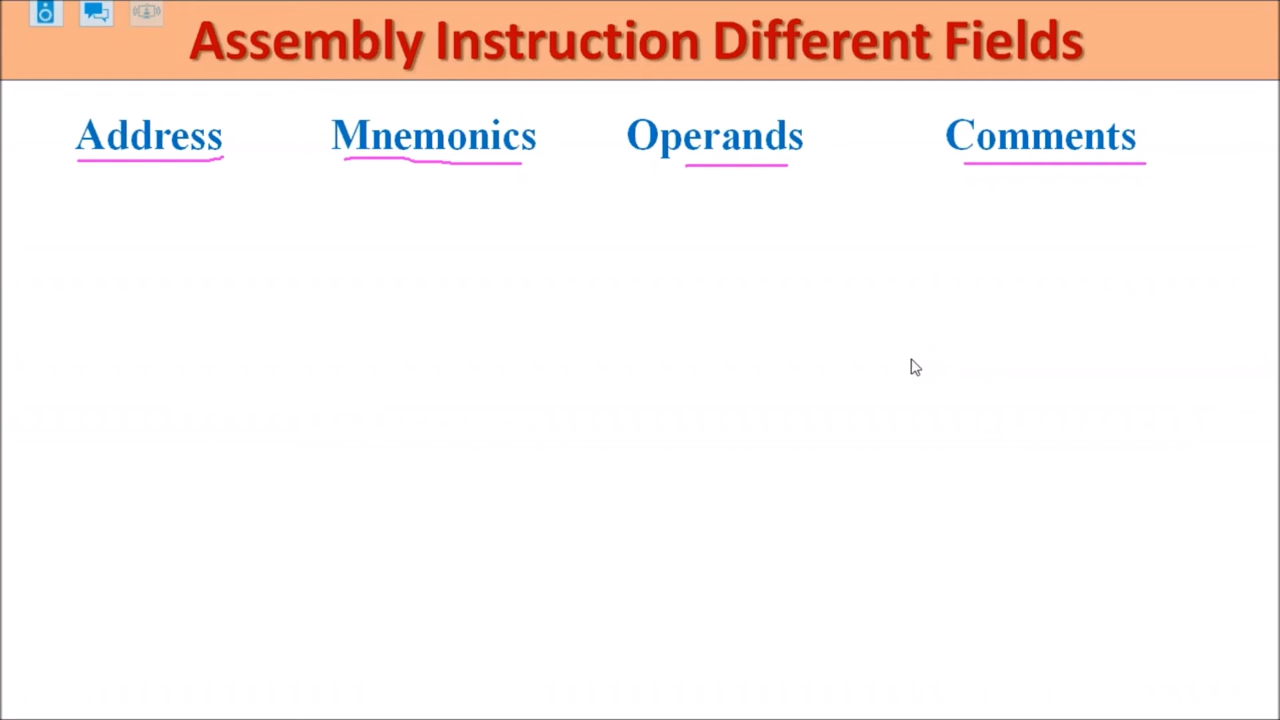 Assembly Instruction Different Fields
Address Mnemonics Operands Comments